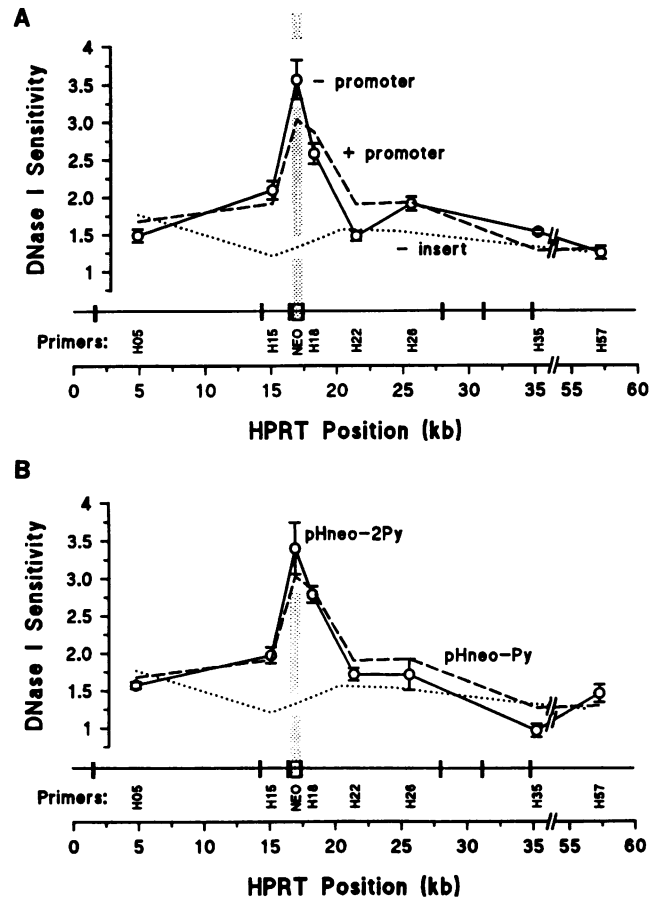 A
DNase I Sensitivity
4
3.5
3.0
2.5
2.0
1.5
1
− promoter
+ promoter
− insert
Primers: H05 H15 NEO H18 H22 H26 H35 H57
0 5 10 15 20 25 30 35 55 60
HPRT Position (kb)
B
DNase I Sensitivity
4
3.5
3.0
2.5
2.0
1.5
1
pHneo-2Py
pHneo-Py
Primers: H05 H15 NEO H18 H22 H26 H35 H57
0 5 10 15 20 25 30 35 55 60
HPRT Position (kb)